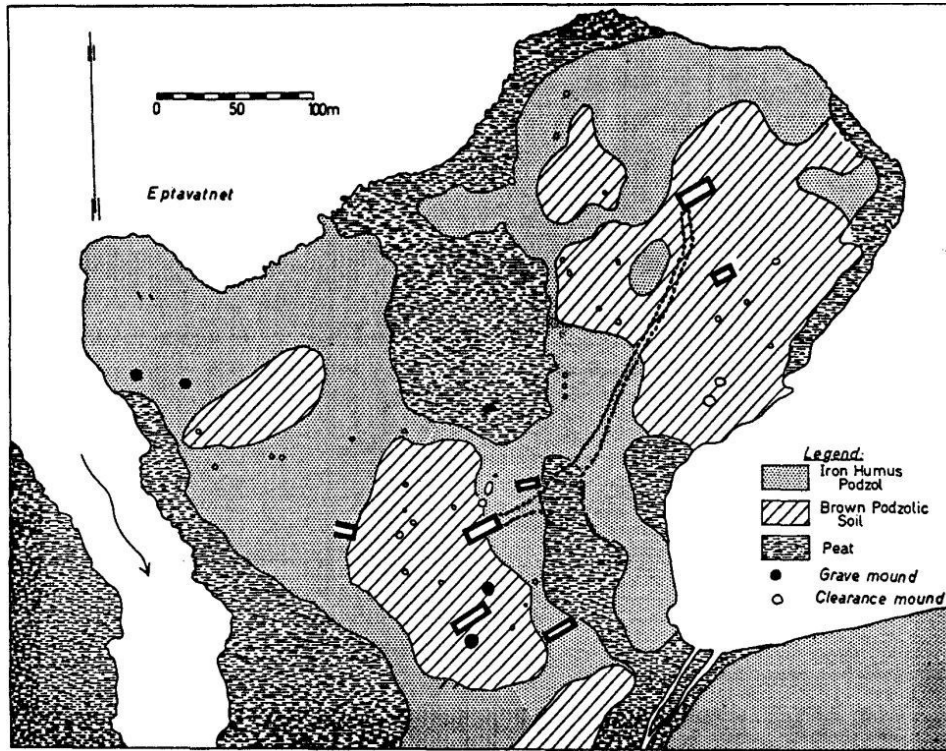 0 50 100m
Eptavatnet
Legend:
Iron Humus
Podzol
Brown Podzolic
Soil
Peat
Grave mound
Clearance mound